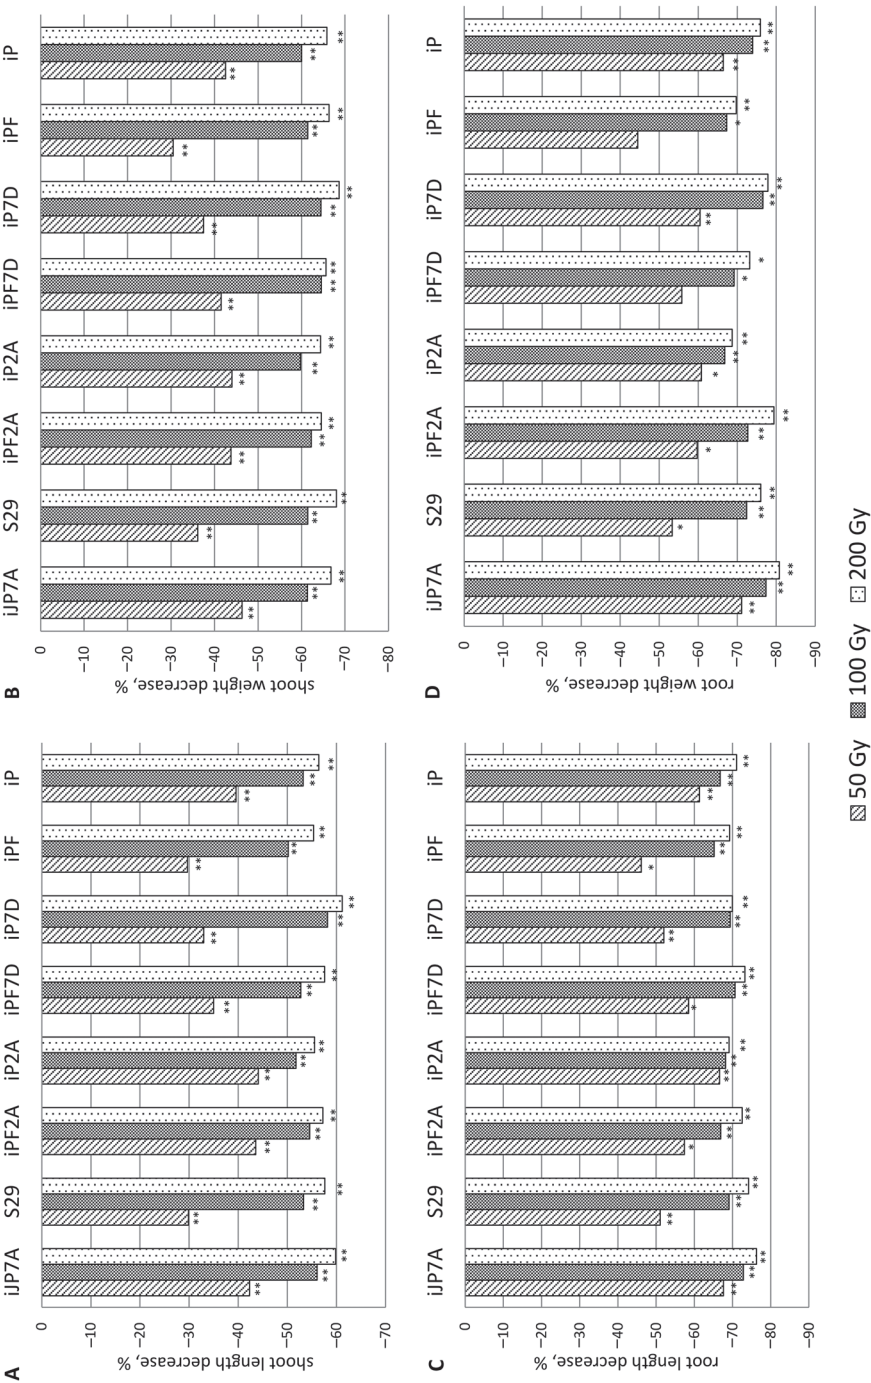 A
iJP7A S29 iPF2A iP2A iPF7D iP7D iPF iP
0
−10
−20
−30
−40
−50
−60
−70
shoot length decrease, %
** ** ** ** ** ** ** ** ** ** ** ** ** ** ** ** ** ** ** ** ** ** ** **
B
iJP7A S29 iPF2A iP2A iPF7D iP7D iPF iP
0
−10
−20
−30
−40
−50
−60
−70
−80
shoot weight decrease, %
** ** ** ** ** ** ** ** ** ** ** ** ** ** ** ** ** ** ** ** ** ** ** **
C
iJP7A S29 iPF2A iP2A iPF7D iP7D iPF iP
0
−10
−20
−30
−40
−50
−60
−70
−80
−90
root length decrease, %
** ** ** ** ** ** * ** ** ** ** ** * ** ** ** ** ** * ** ** ** ** **
D
iJP7A S29 iPF2A iP2A iPF7D iP7D iPF iP
0
−10
−20
−30
−40
−50
−60
−70
−80
−90
root weight decrease, %
** ** ** * ** ** * ** ** * ** ** * * ** ** ** * ** ** ** **
50 Gy 100 Gy 200 Gy